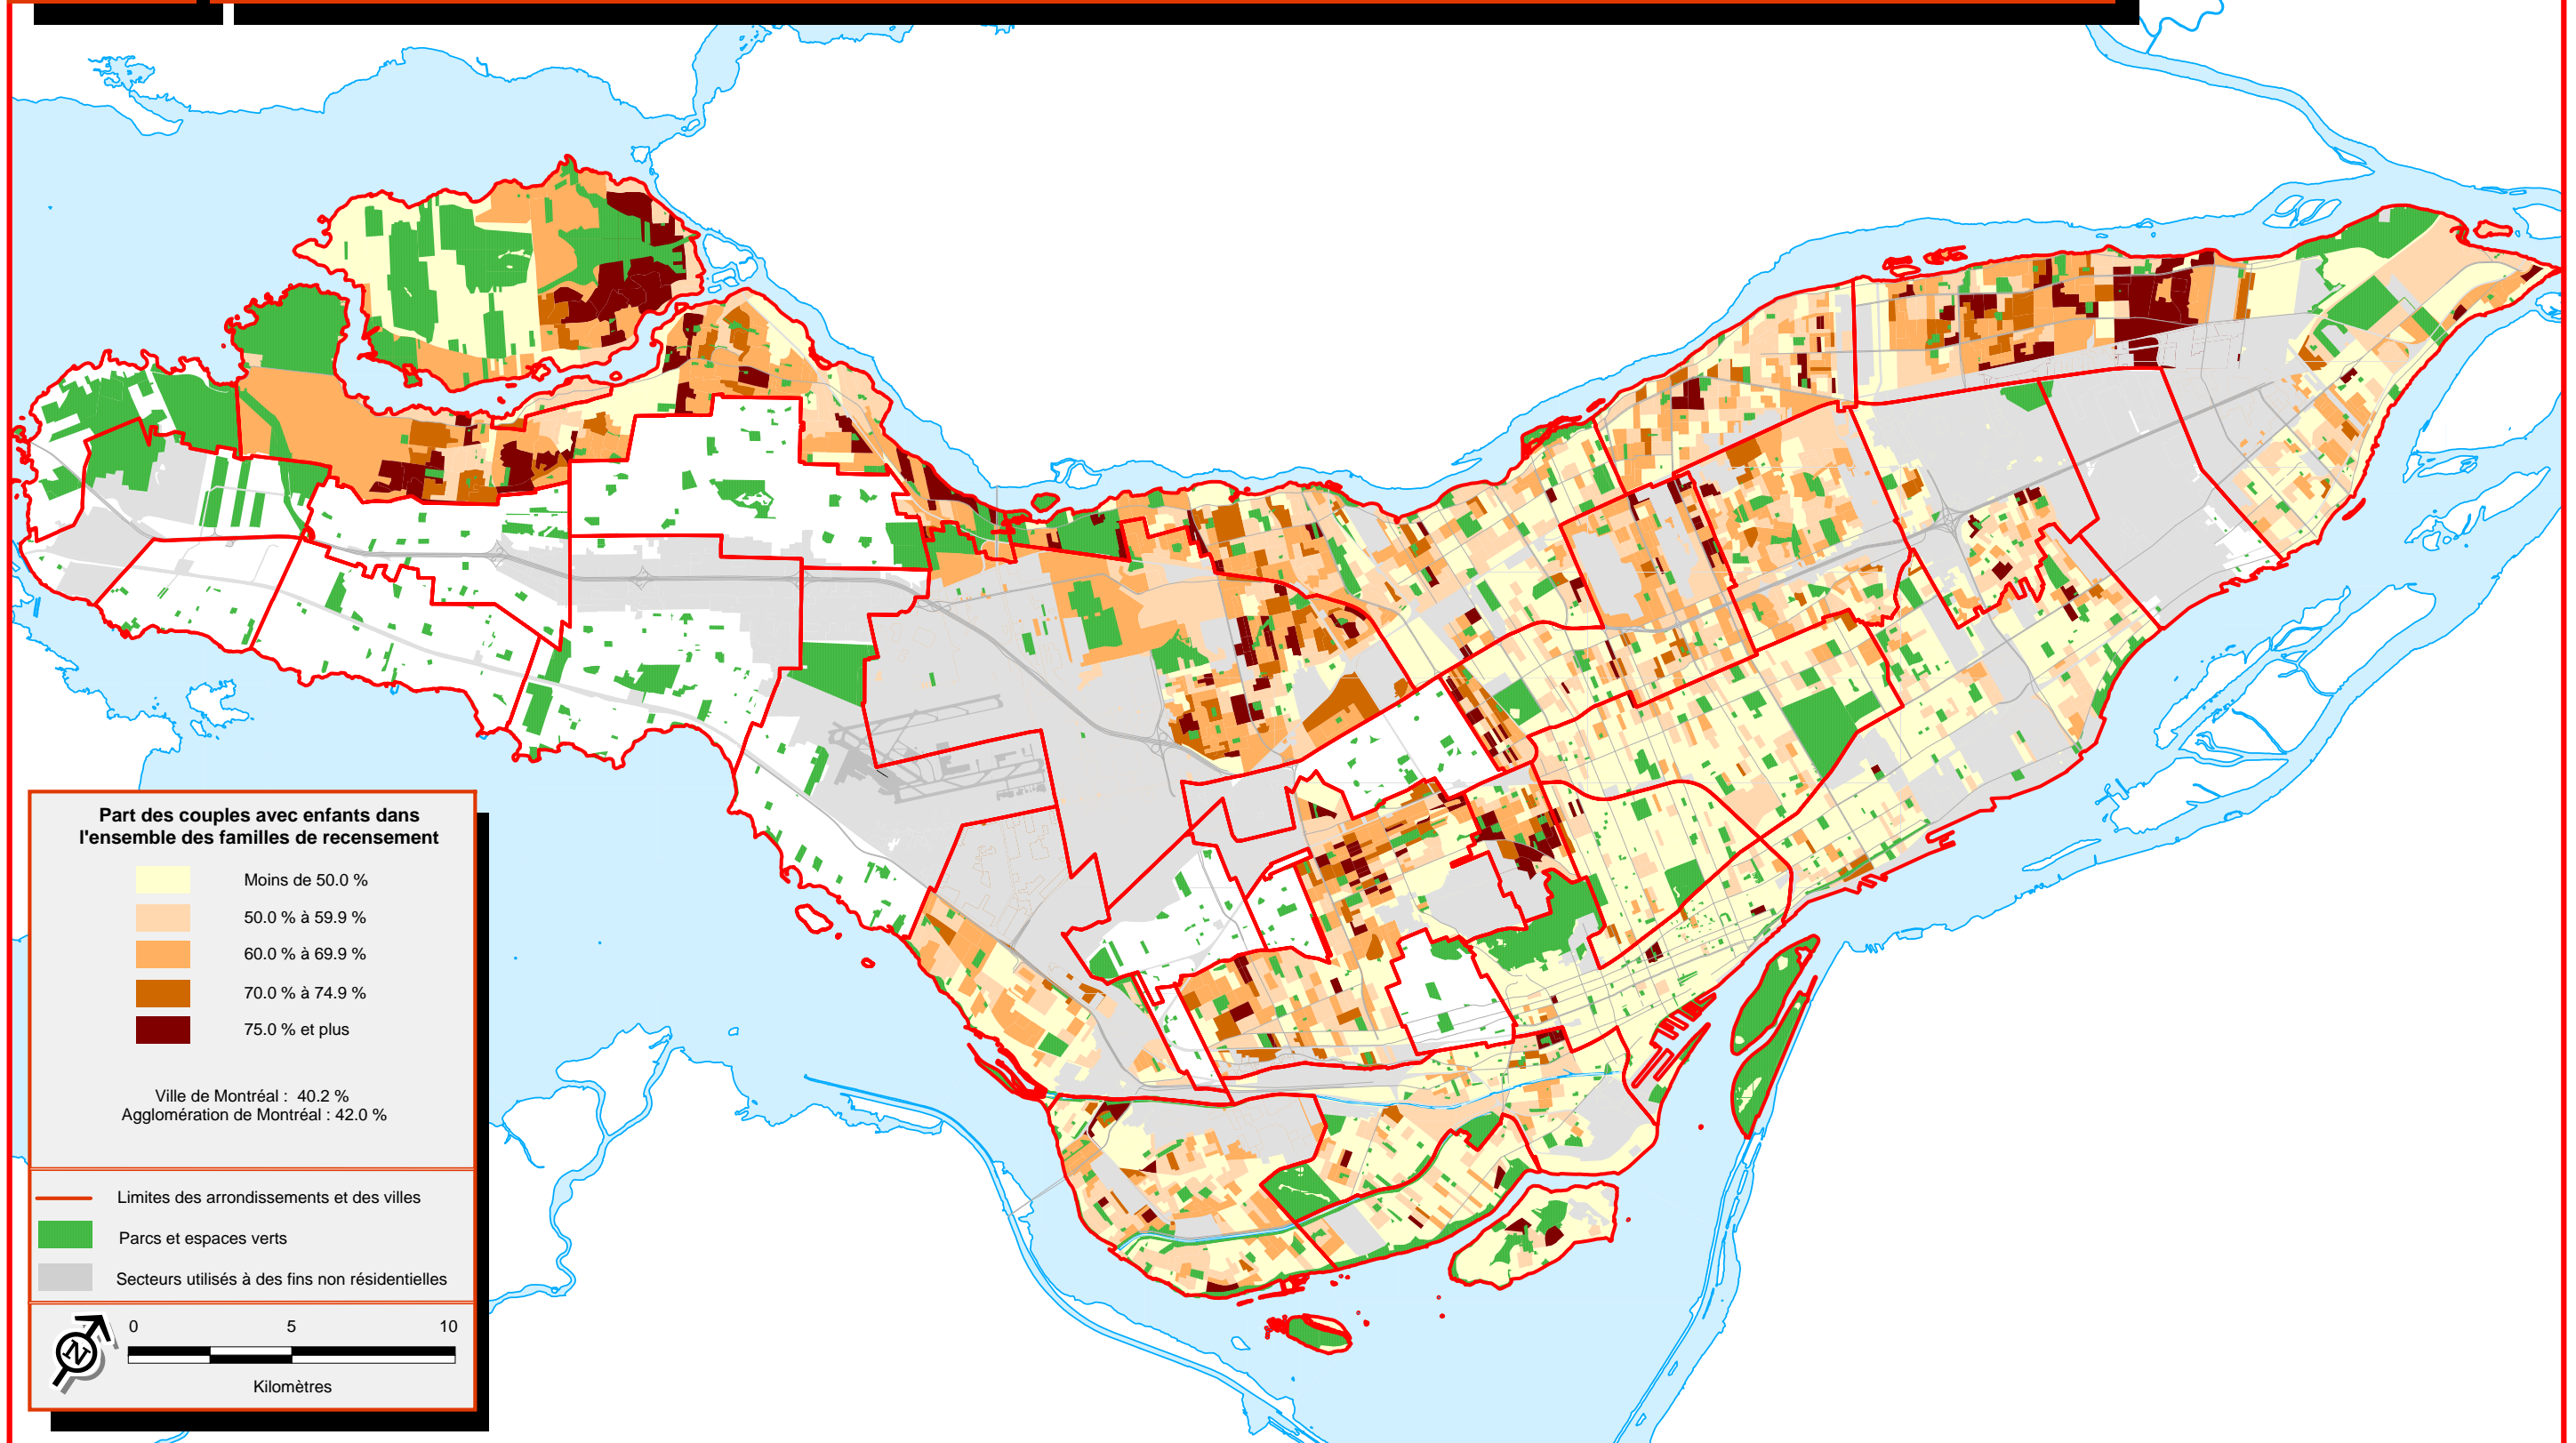 Part des couples avec enfants dans
l'ensemble des familles de recensement
Moins de 50.0 %
50.0 % à 59.9 %
60.0 % à 69.9 %
70.0 % à 74.9 %
75.0 % et plus
Ville de Montréal : 40.2 %
Agglomération de Montréal : 42.0 %
Limites des arrondissements et des villes
Parcs et espaces verts
Secteurs utilisés à des fins non résidentielles
N
0 5 10
Kilomètres